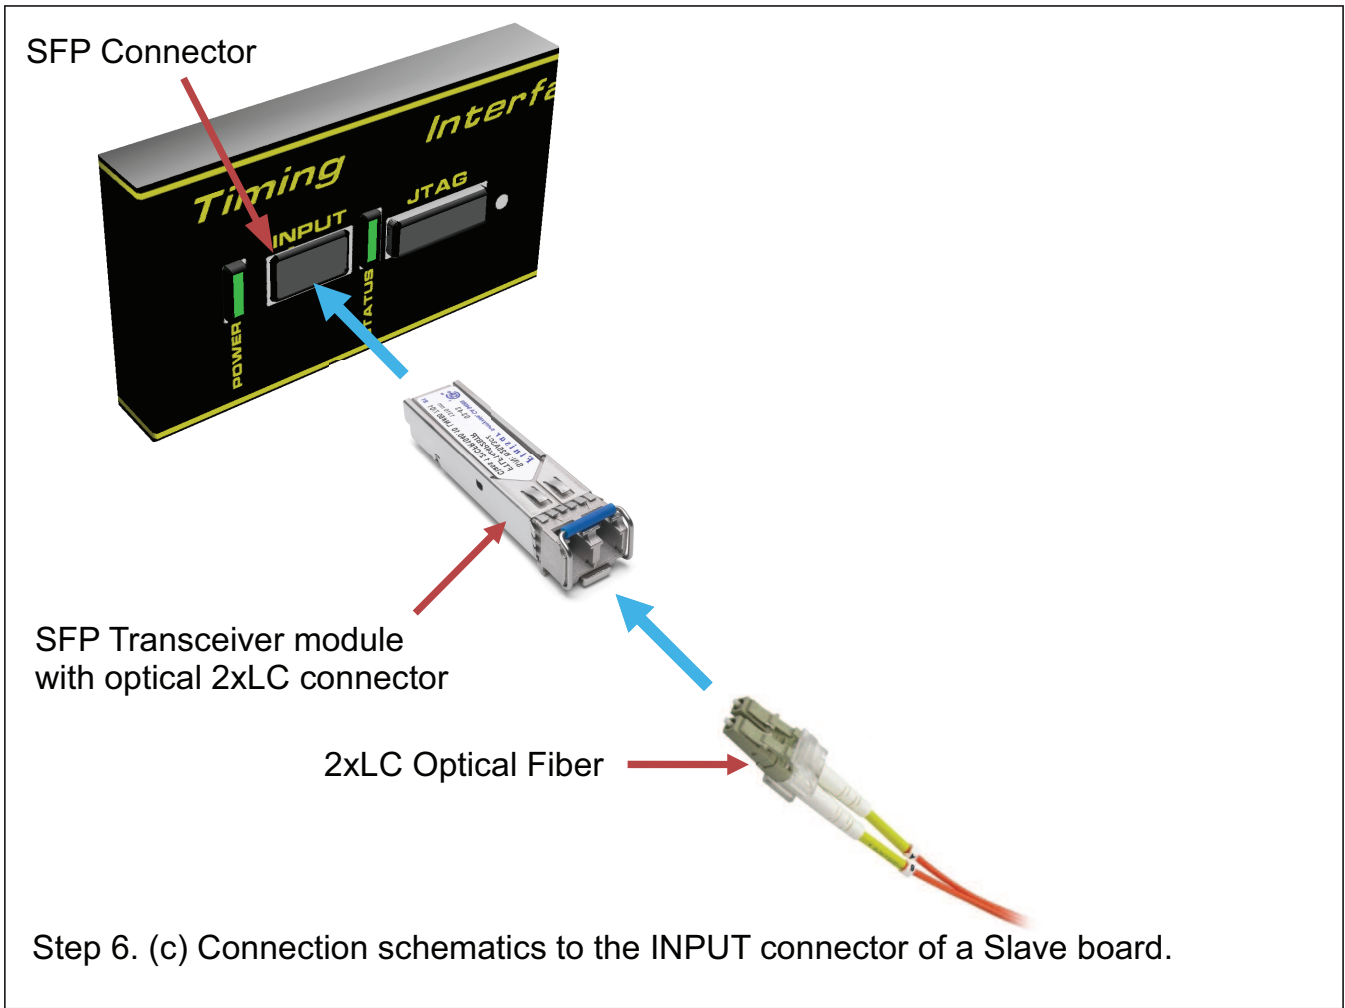 SFP Connector
Timing
Interfa
INPUT
JTAG
POWER
TATUS
SFP Transceiver module
with optical 2xLC connector
2xLC Optical Fiber
Step 6. (c) Connection schematics to the INPUT connector of a Slave board.